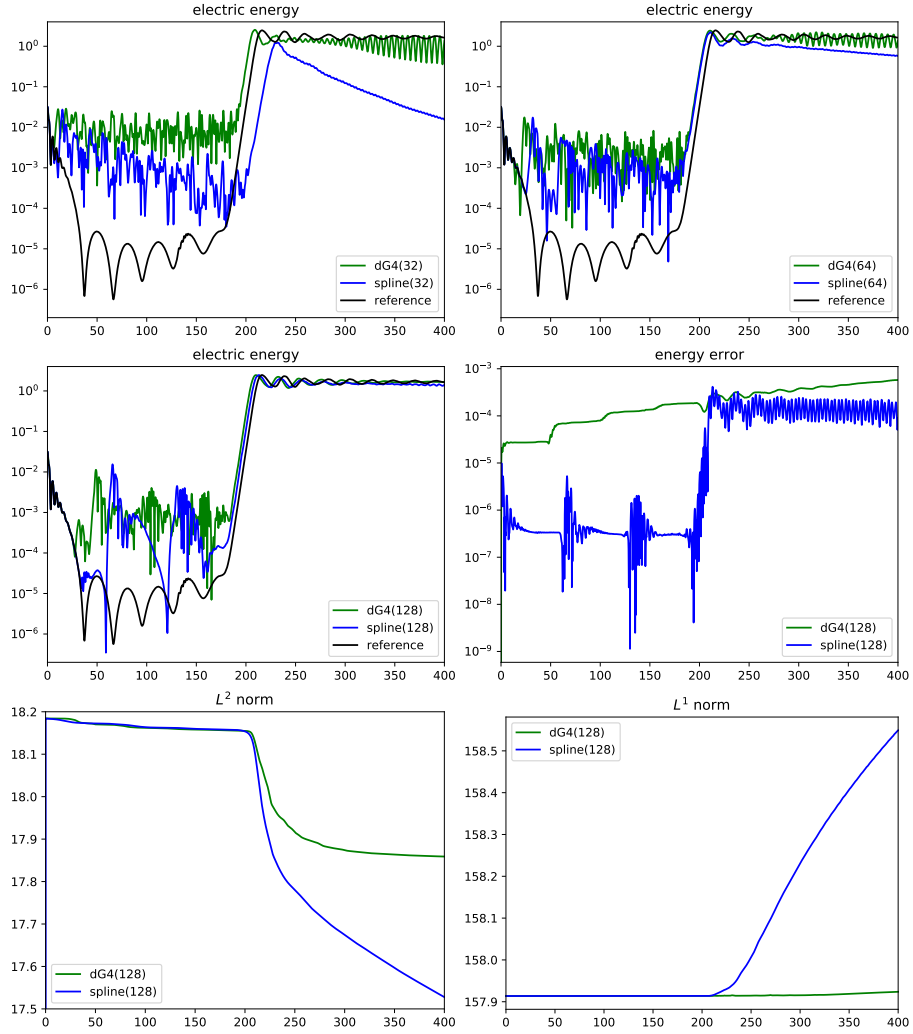 electric energy
10^0
10^-1
10^-2
10^-3
10^-4
10^-5
10^-6
dG4(32)
spline(32)
reference
0 50 100 150 200 250 300 350 400
electric energy
10^0
10^-1
10^-2
10^-3
10^-4
10^-5
10^-6
dG4(64)
spline(64)
reference
0 50 100 150 200 250 300 350 400
electric energy
10^0
10^-1
10^-2
10^-3
10^-4
10^-5
10^-6
dG4(128)
spline(128)
reference
0 50 100 150 200 250 300 350 400
energy error
10^-3
10^-4
10^-5
10^-6
10^-7
10^-8
10^-9
dG4(128)
spline(128)
0 50 100 150 200 250 300 350 400
L^2 norm
18.2
18.1
18.0
17.9
17.8
17.7
17.6
17.5
dG4(128)
spline(128)
0 50 100 150 200 250 300 350 400
L^1 norm
dG4(128)
spline(128)
158.5
158.4
158.3
158.2
158.1
158.0
157.9
0 50 100 150 200 250 300 350 400